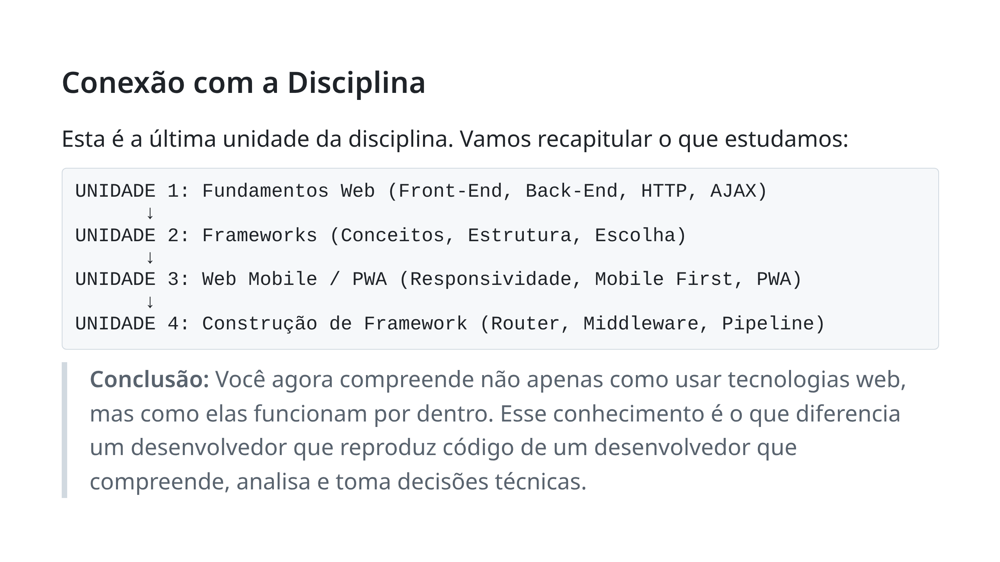 Conexão com a Disciplina
Esta é a última unidade da disciplina. Vamos recapitular o que estudamos:
UNIDADE 1: Fundamentos Web (Front-End, Back-End, HTTP, AJAX)
↓
UNIDADE 2: Frameworks (Conceitos, Estrutura, Escolha)
↓
UNIDADE 3: Web Mobile / PWA (Responsividade, Mobile First, PWA)
↓
UNIDADE 4: Construção de Framework (Router, Middleware, Pipeline)
Conclusão: Você agora compreende não apenas como usar tecnologias web,
mas como elas funcionam por dentro. Esse conhecimento é o que diferencia
um desenvolvedor que reproduz código de um desenvolvedor que
compreende, analisa e toma decisões técnicas.